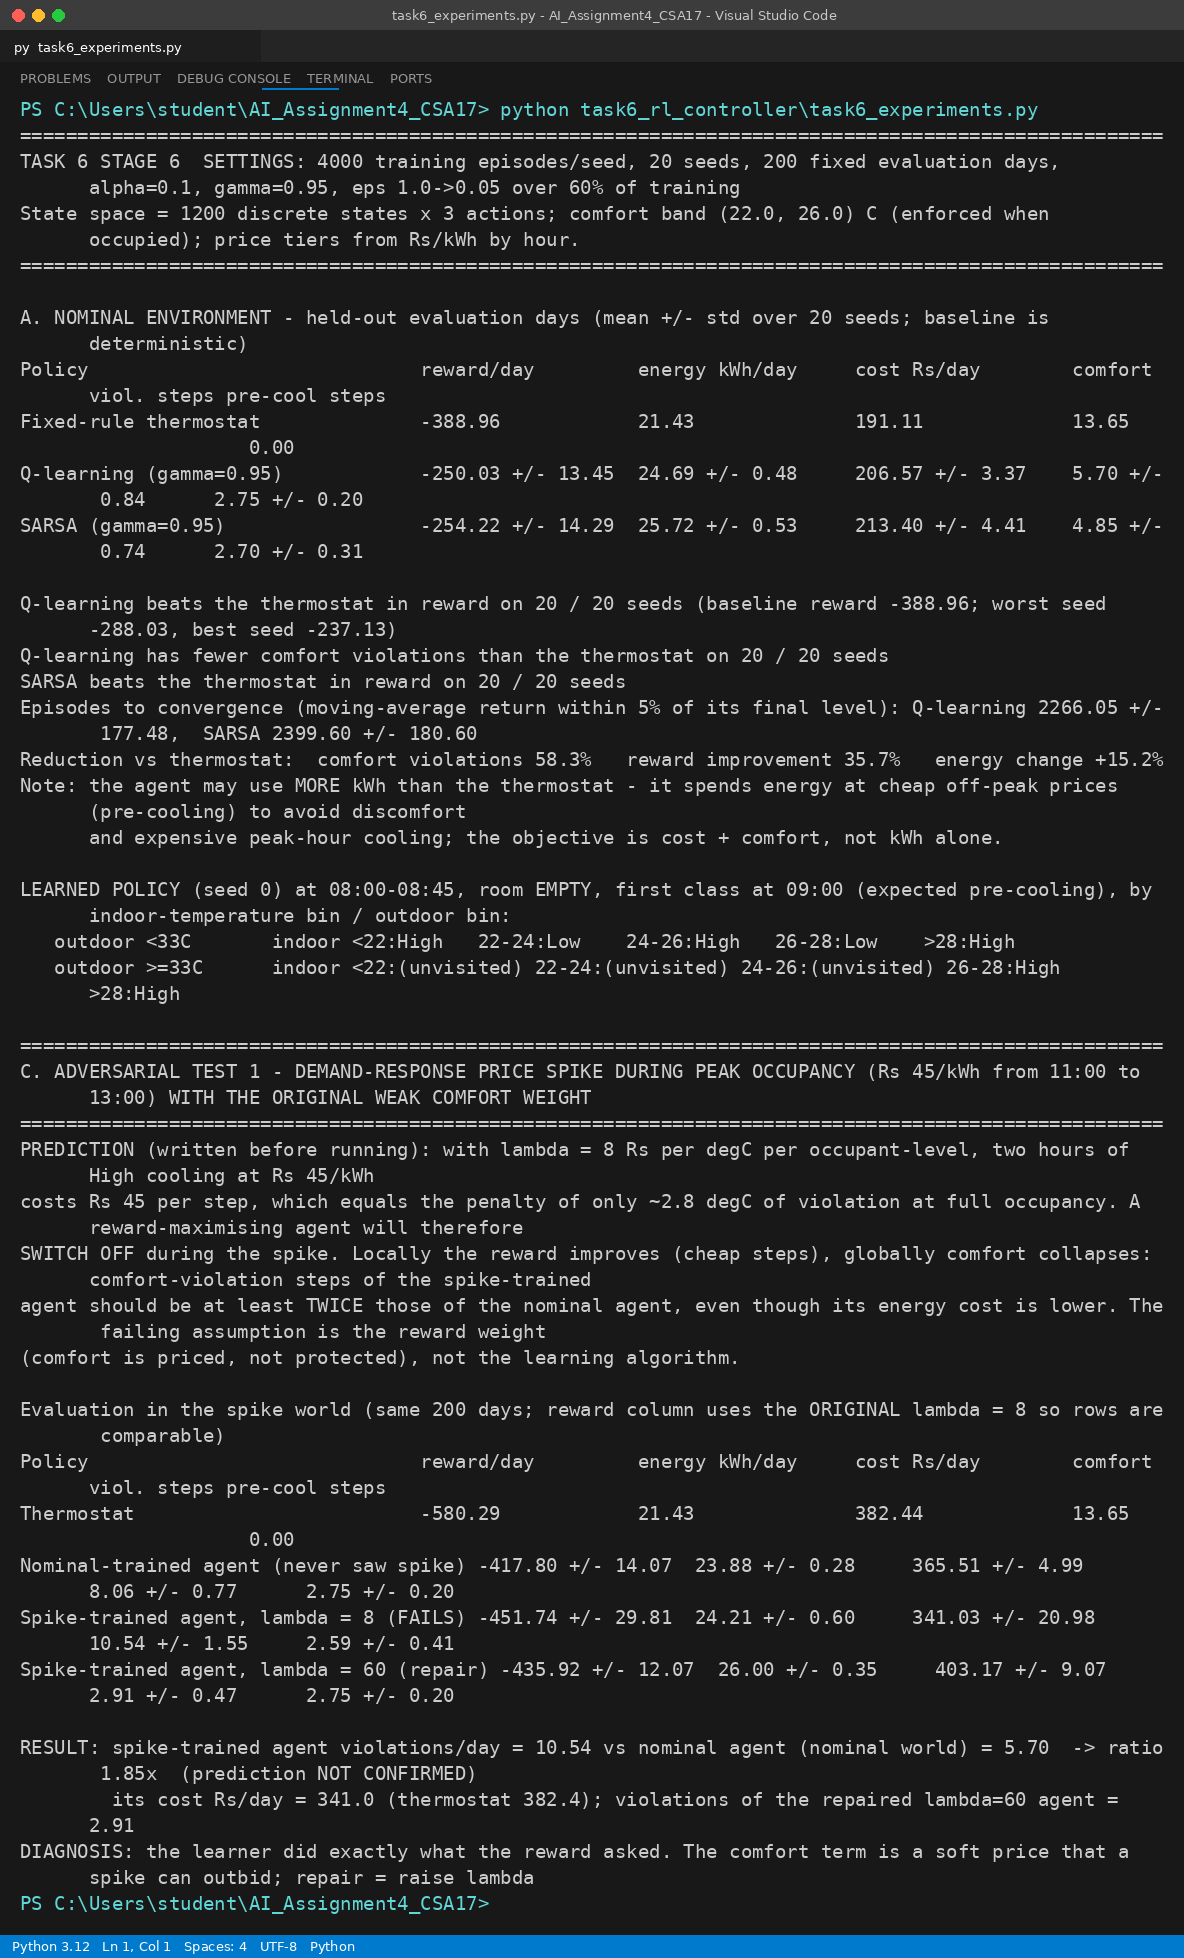 task6_experiments.py - AI_Assignment4_CSA17 - Visual Studio Code
py task6_experiments.py
PROBLEMS OUTPUT DEBUG CONSOLE TERMINAL PORTS
PS C:\Users\student\AI_Assignment4_CSA17> python task6_rl_controller\task6_experiments.py
====================================================================================================
TASK 6 STAGE 6  SETTINGS: 4000 training episodes/seed, 20 seeds, 200 fixed evaluation days,
      alpha=0.1, gamma=0.95, eps 1.0->0.05 over 60% of training
State space = 1200 discrete states x 3 actions; comfort band (22.0, 26.0) C (enforced when
      occupied); price tiers from Rs/kWh by hour.
====================================================================================================
A. NOMINAL ENVIRONMENT - held-out evaluation days (mean +/- std over 20 seeds; baseline is
      deterministic)
Policy                             reward/day         energy kWh/day     cost Rs/day        comfort
      viol. steps pre-cool steps
Fixed-rule thermostat              -388.96            21.43              191.11             13.65
                    0.00
Q-learning (gamma=0.95)            -250.03 +/- 13.45  24.69 +/- 0.48     206.57 +/- 3.37    5.70 +/-
       0.84      2.75 +/- 0.20
SARSA (gamma=0.95)                 -254.22 +/- 14.29  25.72 +/- 0.53     213.40 +/- 4.41    4.85 +/-
       0.74      2.70 +/- 0.31
Q-learning beats the thermostat in reward on 20 / 20 seeds (baseline reward -388.96; worst seed
      -288.03, best seed -237.13)
Q-learning has fewer comfort violations than the thermostat on 20 / 20 seeds
SARSA beats the thermostat in reward on 20 / 20 seeds
Episodes to convergence (moving-average return within 5% of its final level): Q-learning 2266.05 +/-
       177.48,  SARSA 2399.60 +/- 180.60
Reduction vs thermostat:  comfort violations 58.3%   reward improvement 35.7%   energy change +15.2%
Note: the agent may use MORE kWh than the thermostat - it spends energy at cheap off-peak prices
      (pre-cooling) to avoid discomfort
      and expensive peak-hour cooling; the objective is cost + comfort, not kWh alone.
LEARNED POLICY (seed 0) at 08:00-08:45, room EMPTY, first class at 09:00 (expected pre-cooling), by
      indoor-temperature bin / outdoor bin:
   outdoor <33C       indoor <22:High   22-24:Low    24-26:High   26-28:Low    >28:High
   outdoor >=33C      indoor <22:(unvisited) 22-24:(unvisited) 24-26:(unvisited) 26-28:High
      >28:High
====================================================================================================
C. ADVERSARIAL TEST 1 - DEMAND-RESPONSE PRICE SPIKE DURING PEAK OCCUPANCY (Rs 45/kWh from 11:00 to
      13:00) WITH THE ORIGINAL WEAK COMFORT WEIGHT
====================================================================================================
PREDICTION (written before running): with lambda = 8 Rs per degC per occupant-level, two hours of
      High cooling at Rs 45/kWh
costs Rs 45 per step, which equals the penalty of only ~2.8 degC of violation at full occupancy. A
      reward-maximising agent will therefore
SWITCH OFF during the spike. Locally the reward improves (cheap steps), globally comfort collapses:
      comfort-violation steps of the spike-trained
agent should be at least TWICE those of the nominal agent, even though its energy cost is lower. The
       failing assumption is the reward weight
(comfort is priced, not protected), not the learning algorithm.
Evaluation in the spike world (same 200 days; reward column uses the ORIGINAL lambda = 8 so rows are
       comparable)
Policy                             reward/day         energy kWh/day     cost Rs/day        comfort
      viol. steps pre-cool steps
Thermostat                         -580.29            21.43              382.44             13.65
                    0.00
Nominal-trained agent (never saw spike) -417.80 +/- 14.07  23.88 +/- 0.28     365.51 +/- 4.99
      8.06 +/- 0.77      2.75 +/- 0.20
Spike-trained agent, lambda = 8 (FAILS) -451.74 +/- 29.81  24.21 +/- 0.60     341.03 +/- 20.98
      10.54 +/- 1.55     2.59 +/- 0.41
Spike-trained agent, lambda = 60 (repair) -435.92 +/- 12.07  26.00 +/- 0.35     403.17 +/- 9.07
      2.91 +/- 0.47      2.75 +/- 0.20
RESULT: spike-trained agent violations/day = 10.54 vs nominal agent (nominal world) = 5.70  -> ratio
       1.85x  (prediction NOT CONFIRMED)
        its cost Rs/day = 341.0 (thermostat 382.4); violations of the repaired lambda=60 agent =
      2.91
DIAGNOSIS: the learner did exactly what the reward asked. The comfort term is a soft price that a
      spike can outbid; repair = raise lambda
PS C:\Users\student\AI_Assignment4_CSA17>
Python 3.12 Ln 1, Col 1 Spaces: 4 UTF-8 Python